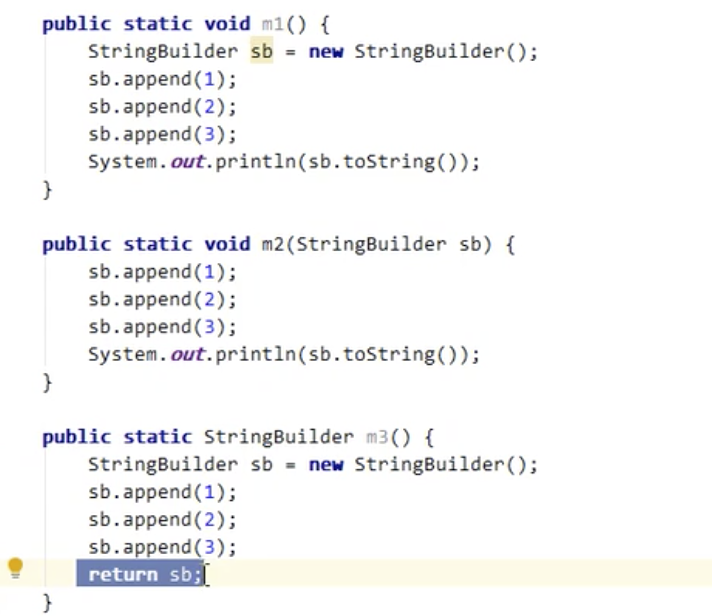 public static void m1() {
StringBuilder sb = new StringBuilder();
sb.append(1);
sb.append(2);
sb.append(3);
System.out.println(sb.toString());
}
public static void m2(StringBuilder sb) {
sb.append(1);
sb.append(2);
sb.append(3);
System.out.println(sb.toString());
}
public static StringBuilder m3() {
StringBuilder sb = new StringBuilder();
sb.append(1);
sb.append(2);
sb.append(3);
return sb;
}